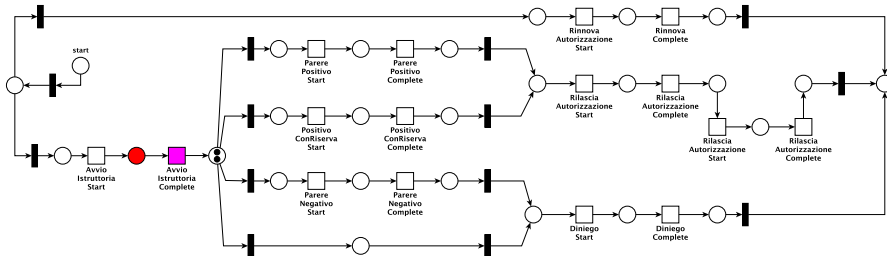 Rinnova
Autorizzazione
Start
Rinnova
Complete
start
Parere
Positivo
Start
Parere
Positivo
Complete
Rilascia
Autorizzazione
Start
Rilascia
Autorizzazione
Complete
Positivo
ConRiserva
Start
Positivo
ConRiserva
Complete
Rilascia
Autorizzazione
Start
Rilascia
Autorizzazione
Complete
Avvio
Istruttoria
Start
Avvio
Istruttoria
Complete
Parere
Negativo
Start
Parere
Negativo
Complete
Diniego
Start
Diniego
Complete